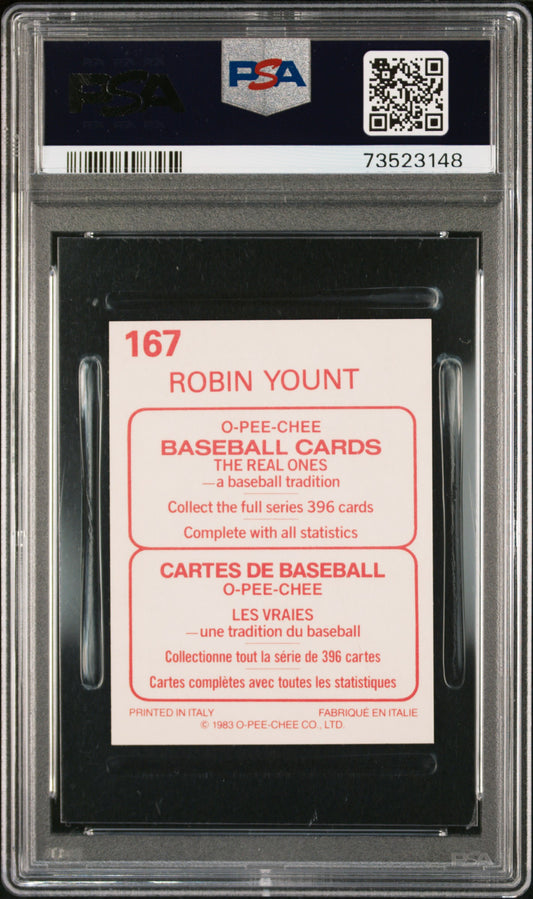 PSA
PSA
73523148
167
ROBIN YOUNT
O-PEE-CHEE
BASEBALL CARDS
THE REAL ONES
—a baseball tradition
Collect the full series 396 cards
Complete with all statistics
CARTES DE BASEBALL
O-PEE-CHEE
LES VRAIES
—une tradition du baseball
Collectionne tout la série de 396 cartes
Cartes complètes avec toutes les statistiques
PRINTED IN ITALY FABRIQUÉ EN ITALIE
© 1983 O-PEE-CHEE CO., LTD.
PSA